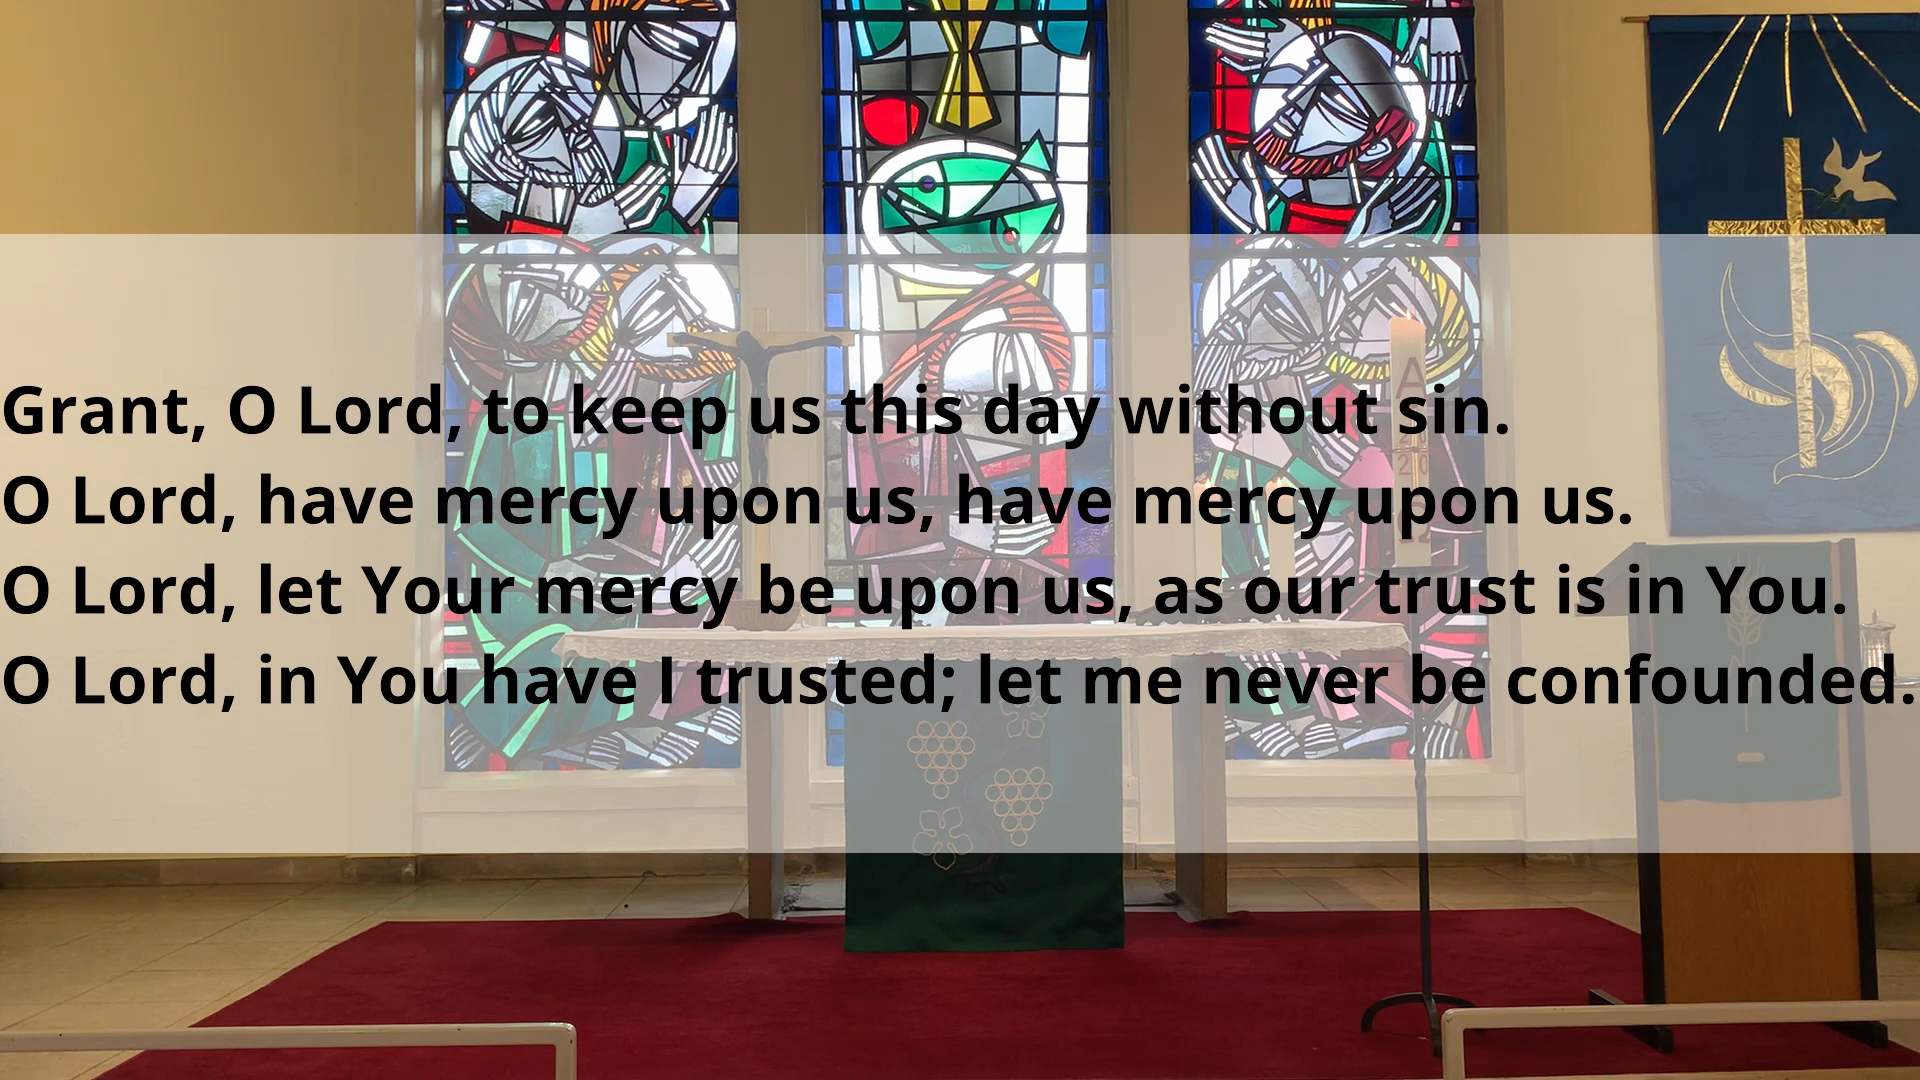 Grant, O Lord, to keep us this day without sin.
O Lord, have mercy upon us, have mercy upon us.
O Lord, let Your mercy be upon us, as our trust is in You.
O Lord, in You have I trusted; let me never be confounded.